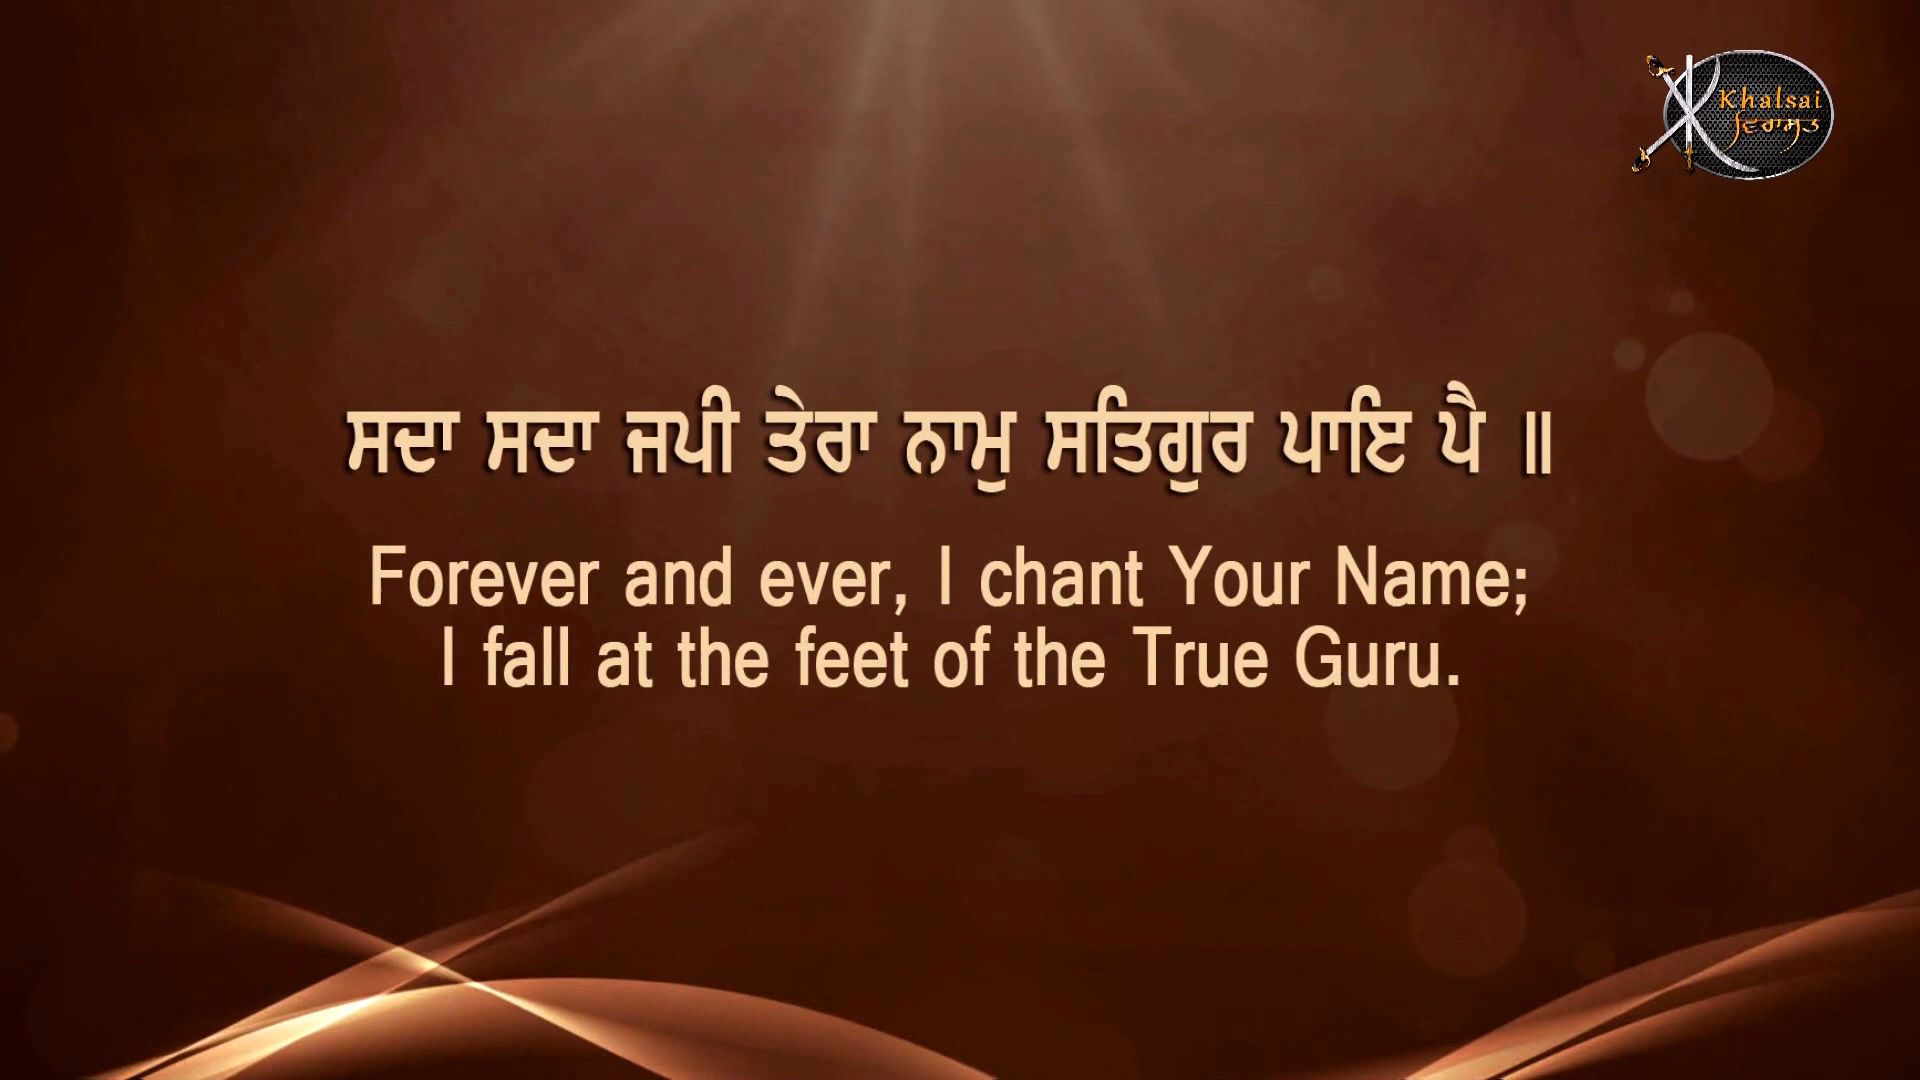 Khalsai
ਵਿਰਾਸਤ
ਸਦਾ ਸਦਾ ਜਪੀ ਤੇਰਾ ਨਾਮੁ ਸਤਿਗੁਰ ਪਾਇ ਪੈ ॥
Forever and ever, I chant Your Name;
I fall at the feet of the True Guru.